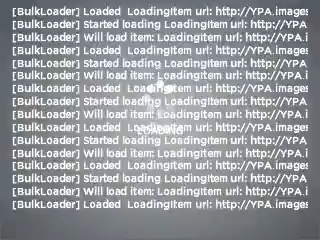 [BulkLoader] Loaded LoadingItem url: http://YPA.images
[BulkLoader] Started loading LoadingItem url: http://YPA
[BulkLoader] Will load item: LoadingItem url: http://YPA.i
[BulkLoader] Loaded LoadingItem url: http://YPA.images
[BulkLoader] Started loading LoadingItem url: http://YPA
[BulkLoader] Will load item: LoadingItem url: http://YPA.i
[BulkLoader] Loaded LoadingItem url: http://YPA.images
[BulkLoader] Started loading LoadingItem url: http://YPA
[BulkLoader] Will load item: LoadingItem url: http://YPA.i
[BulkLoader] Loaded LoadingItem url: http://YPA.images
LOADING
[BulkLoader] Started loading LoadingItem url: http://YPA
[BulkLoader] Will load item: LoadingItem url: http://YPA.i
[BulkLoader] Loaded LoadingItem url: http://YPA.images
[BulkLoader] Started loading LoadingItem url: http://YPA
[BulkLoader] Will load item: LoadingItem url: http://YPA.i
[BulkLoader] Loaded LoadingItem url: http://YPA.images